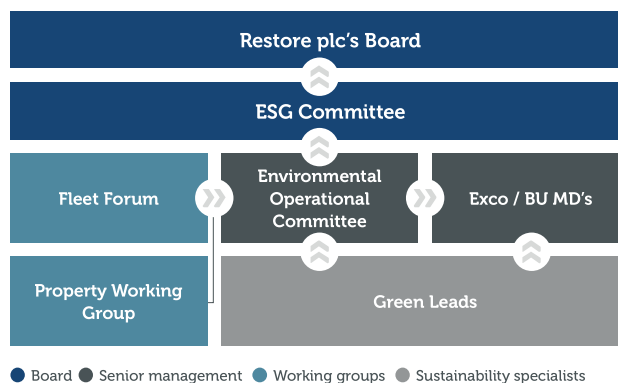 Restore plc's Board
ESG Committee
Fleet Forum
Environmental
Operational
Committee
Exco / BU MD's
Property Working
Group
Green Leads
Board
Senior management
Working groups
Sustainability specialists